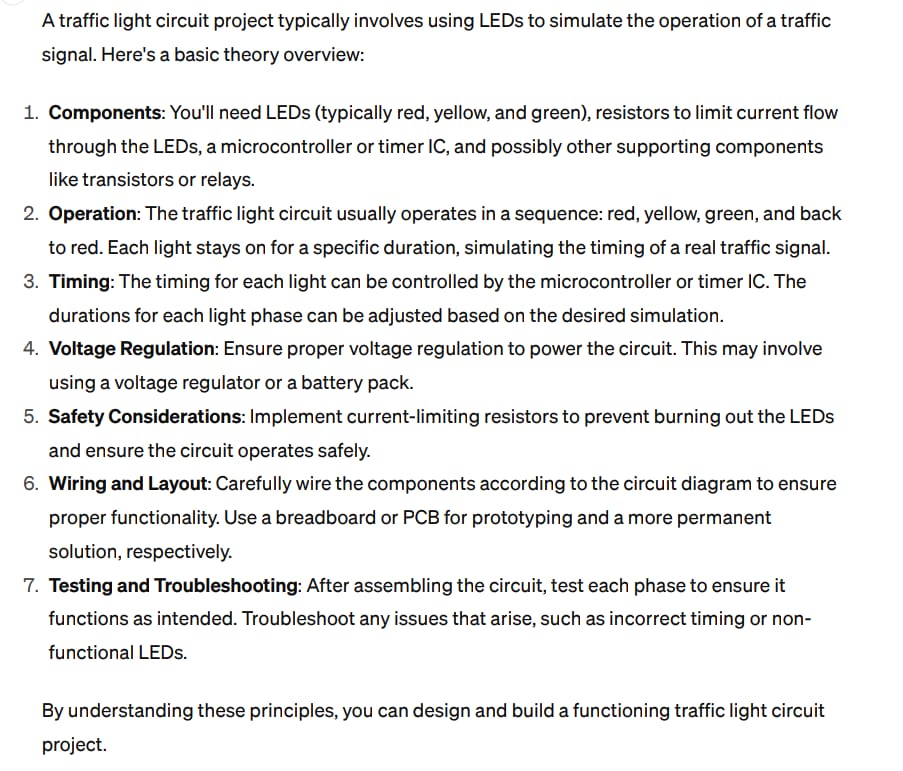 A traffic light circuit project typically involves using LEDs to simulate the operation of a traffic
signal. Here's a basic theory overview:
1. Components: You'll need LEDs (typically red, yellow, and green), resistors to limit current flow
through the LEDs, a microcontroller or timer IC, and possibly other supporting components
like transistors or relays.
2. Operation: The traffic light circuit usually operates in a sequence: red, yellow, green, and back
to red. Each light stays on for a specific duration, simulating the timing of a real traffic signal.
3. Timing: The timing for each light can be controlled by the microcontroller or timer IC. The
durations for each light phase can be adjusted based on the desired simulation.
4. Voltage Regulation: Ensure proper voltage regulation to power the circuit. This may involve
using a voltage regulator or a battery pack.
5. Safety Considerations: Implement current-limiting resistors to prevent burning out the LEDs
and ensure the circuit operates safely.
6. Wiring and Layout: Carefully wire the components according to the circuit diagram to ensure
proper functionality. Use a breadboard or PCB for prototyping and a more permanent
solution, respectively.
7. Testing and Troubleshooting: After assembling the circuit, test each phase to ensure it
functions as intended. Troubleshoot any issues that arise, such as incorrect timing or non-
functional LEDs.
By understanding these principles, you can design and build a functioning traffic light circuit
project.